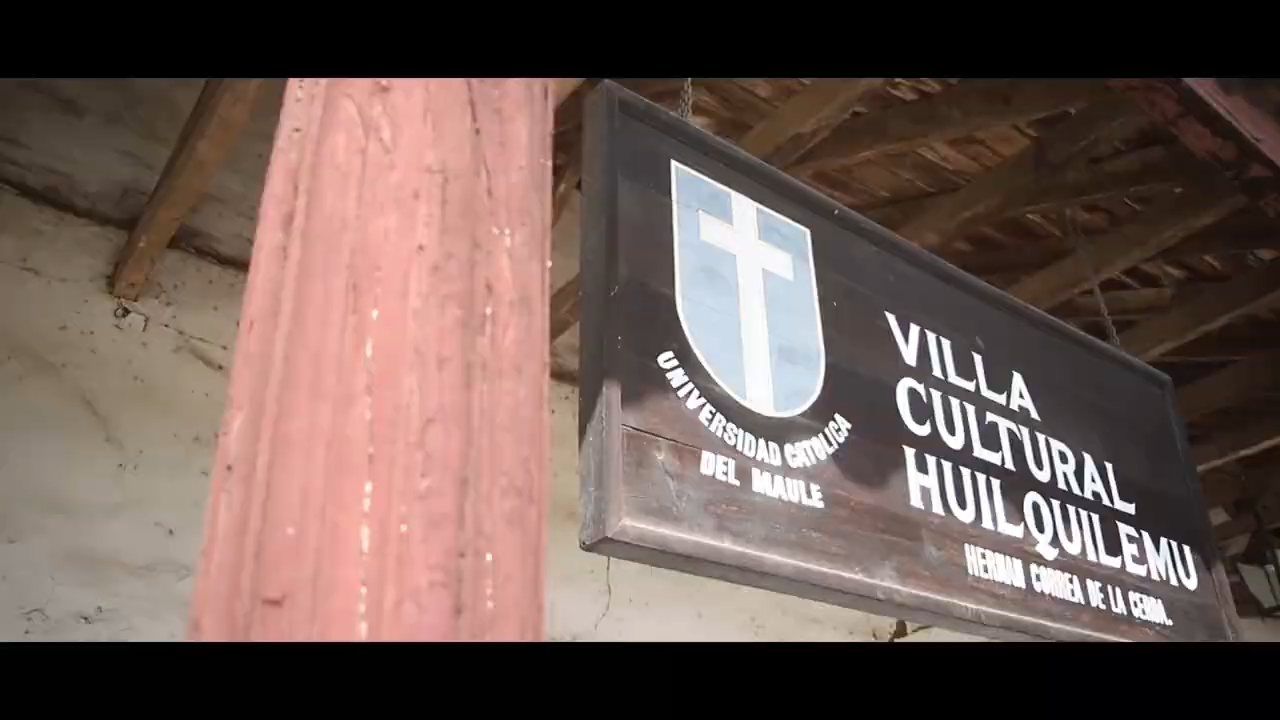 UNIVERSIDAD CATOLICA
DEL MAULE
VILLA
CULTURAL
HUILQUILEMU
HERNAN CORREA DE LA CERDA.